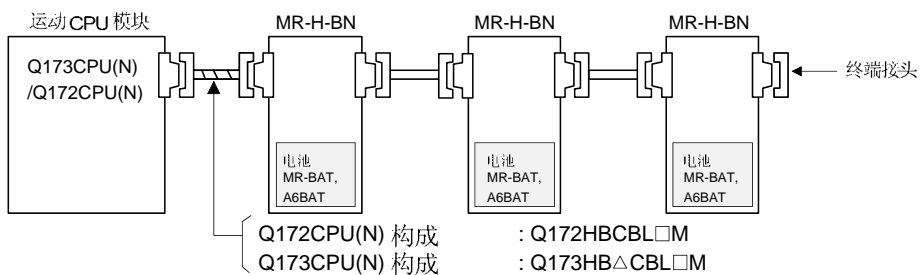 运动CPU模块
MR-H-BN
MR-H-BN
MR-H-BN
Q173CPU(N)
/Q172CPU(N)
终端接头
电池
MR-BAT,
A6BAT
电池
MR-BAT,
A6BAT
电池
MR-BAT,
A6BAT
Q172CPU(N) 构成 : Q172HBCBL□M
Q173CPU(N) 构成 : Q173HB△CBL□M